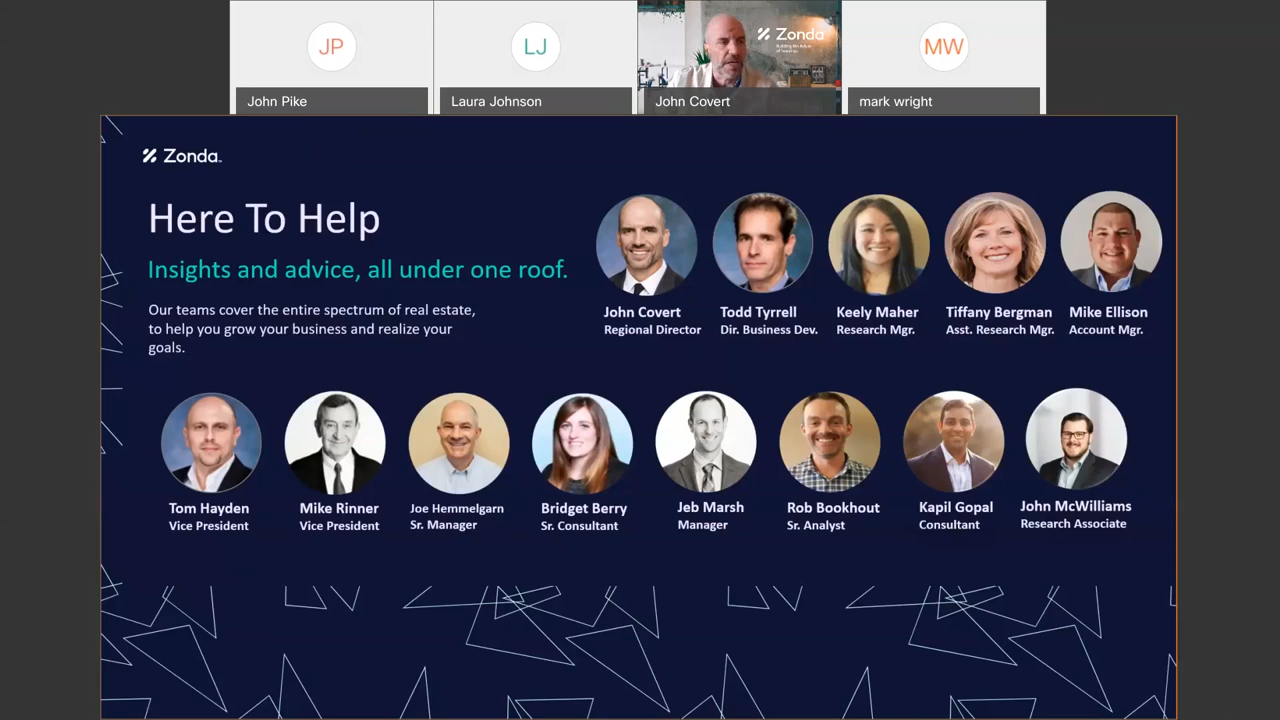 JP
LJ
Zonda
MW
John Pike
Laura Johnson
John Covert
mark wright
Zonda.
Here To Help
Insights and advice, all under one roof.
Our teams cover the entire spectrum of real estate,
to help you grow your business and realize your
goals.
John Covert
Regional Director
Todd Tyrrell
Dir. Business Dev.
Keely Maher
Research Mgr.
Tiffany Bergman
Asst. Research Mgr.
Mike Ellison
Account Mgr.
Tom Hayden
Vice President
Mike Rinner
Vice President
Joe Hemmelgarn
Sr. Manager
Bridget Berry
Sr. Consultant
Jeb Marsh
Manager
Rob Bookhout
Sr. Analyst
Kapil Gopal
Consultant
John McWilliams
Research Associate